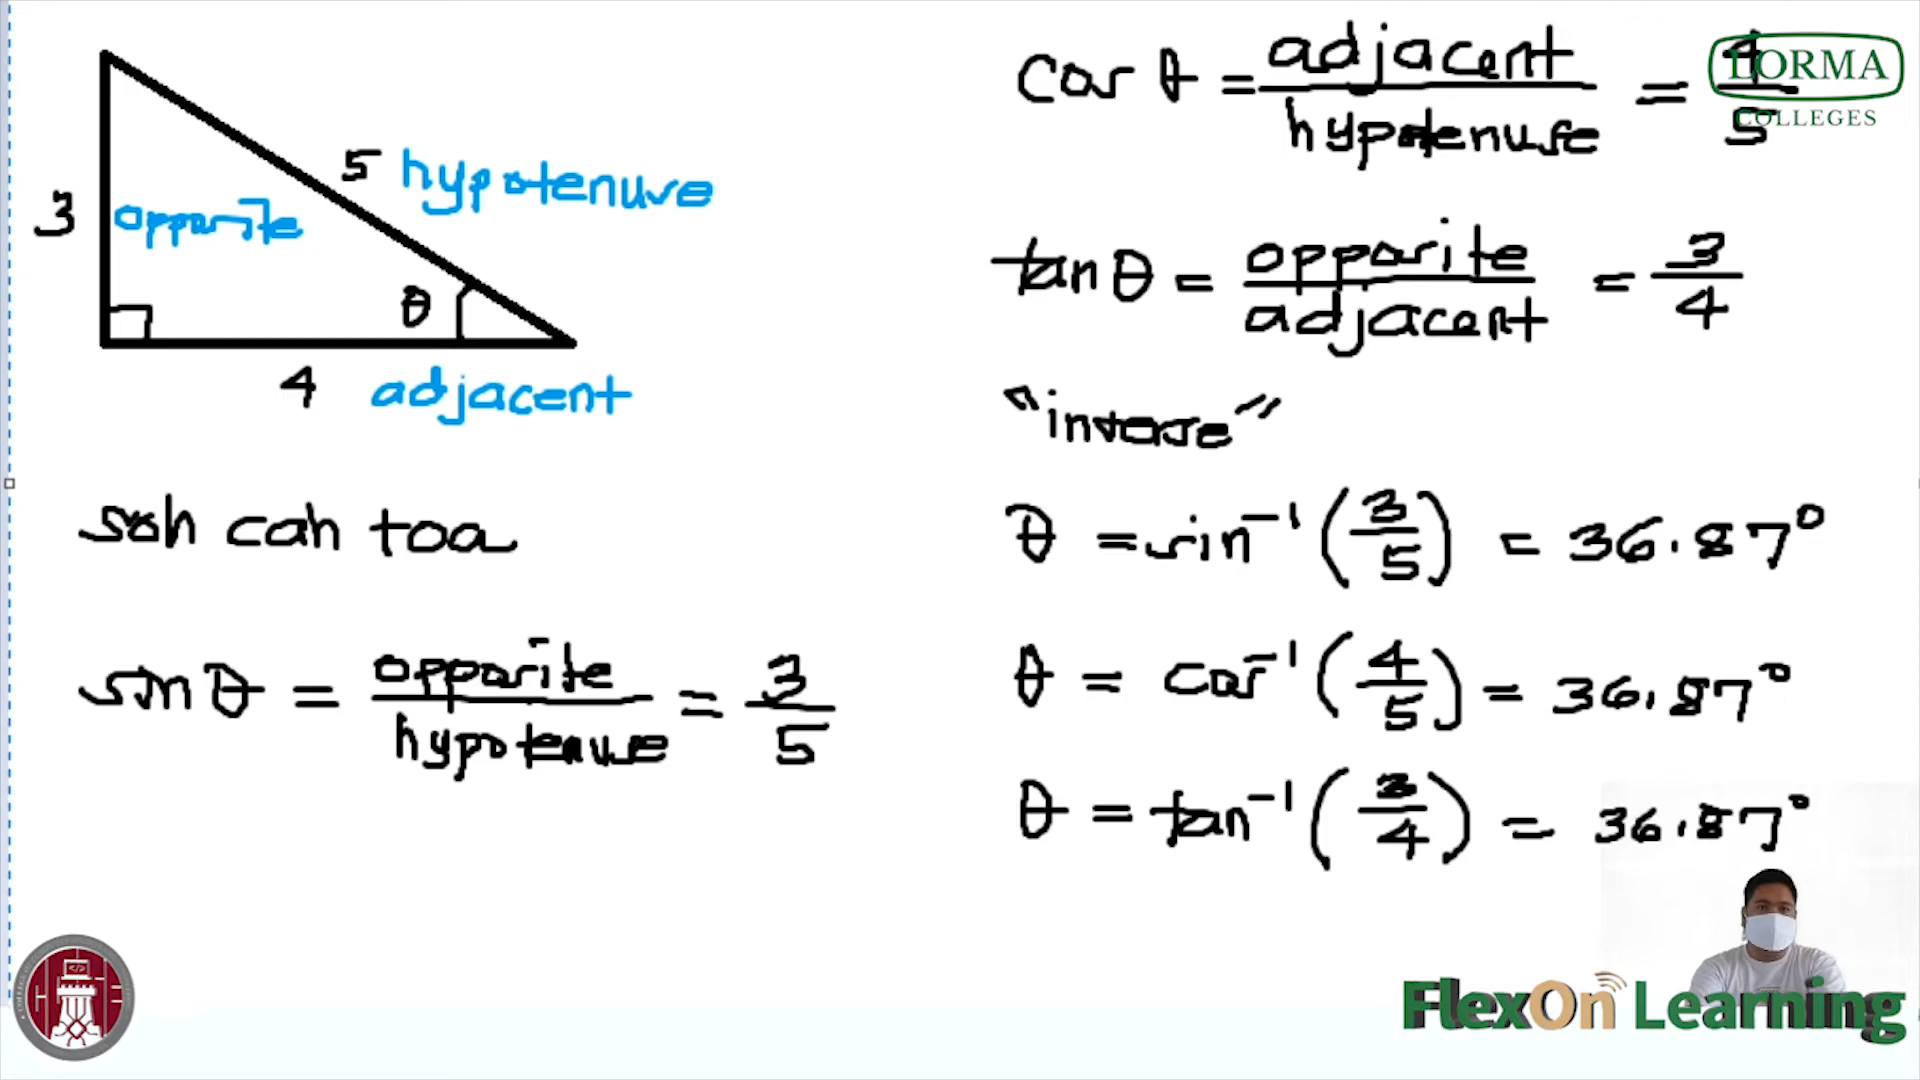 3
opposite
5 hypotenuse
θ
4 adjacent
soh cah toa
sin θ = opposite / hypotenuse = 3 / 5
cos θ = adjacent / hypotenuse = 4 / 5
LORMA
COLLEGES
tan θ = opposite / adjacent = 3 / 4
"inverse"
θ = sin⁻¹ (3/5) = 36.87°
θ = cos⁻¹ (4/5) = 36.87°
θ = tan⁻¹ (3/4) = 36.87°
FlexOn Learning